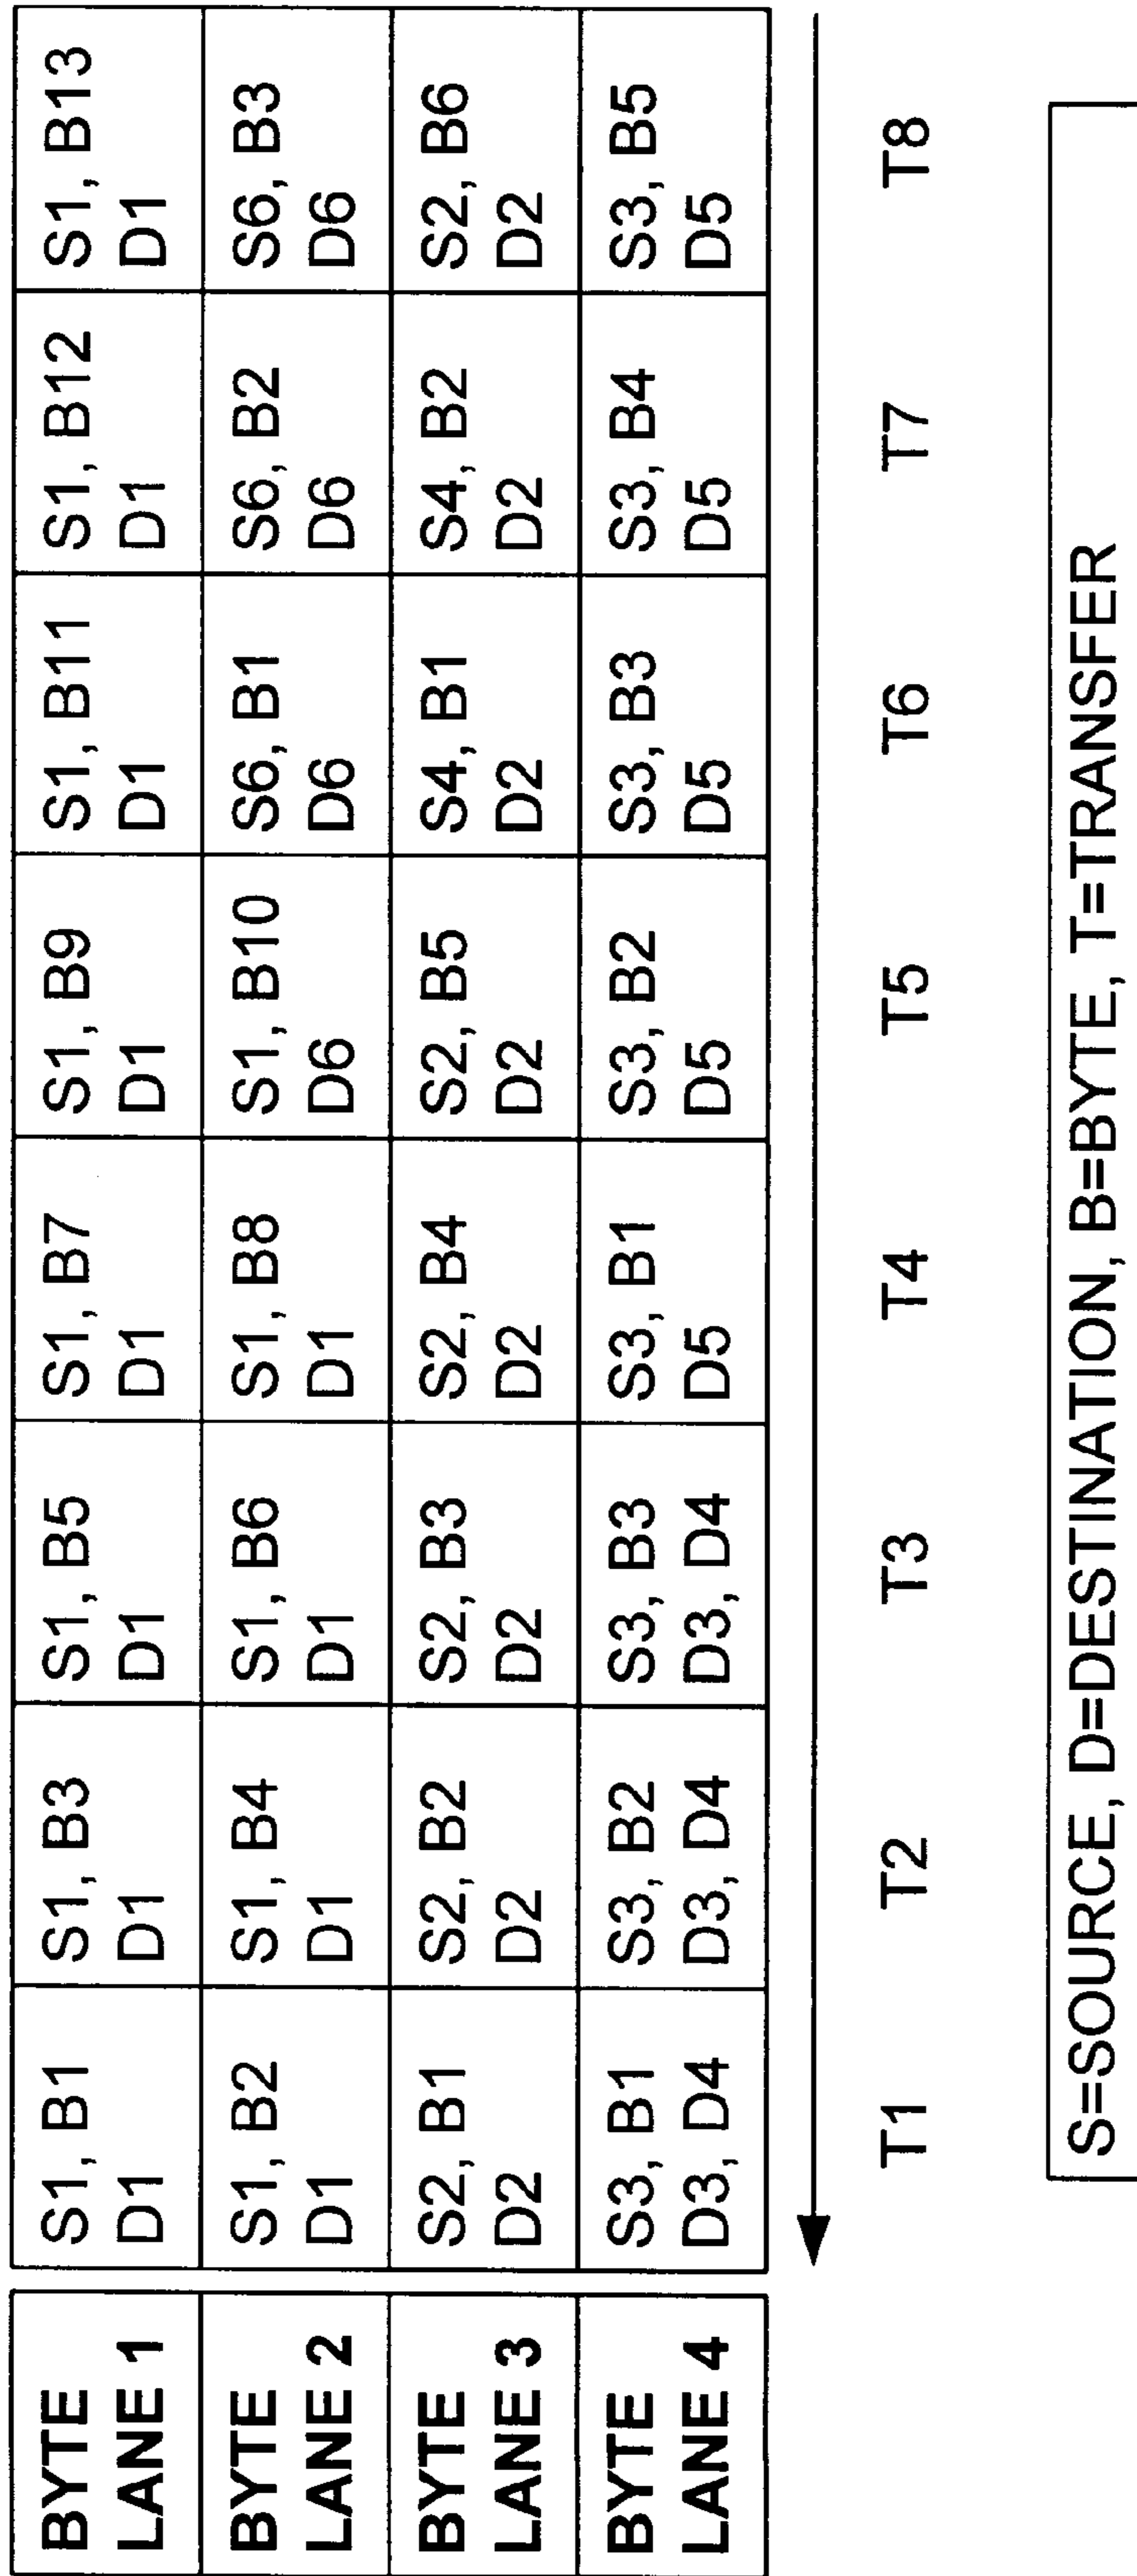 BYTE LANE 1 | S1, B1 D1 | S1, B3 D1 | S1, B5 D1 | S1, B7 D1 | S1, B9 D1 | S1, B11 D1 | S1, B12 D1 | S1, B13 D1
BYTE LANE 2 | S1, B2 D1 | S1, B4 D1 | S1, B6 D1 | S1, B8 D1 | S1, B10 D6 | S6, B1 D6 | S6, B2 D6 | S6, B3 D6
BYTE LANE 3 | S2, B1 D2 | S2, B2 D2 | S2, B3 D2 | S2, B4 D2 | S2, B5 D2 | S4, B1 D2 | S4, B2 D2 | S2, B6 D2
BYTE LANE 4 | S3, B1 D3, D4 | S3, B2 D3, D4 | S3, B3 D3, D4 | S3, B1 D5 | S3, B2 D5 | S3, B3 D5 | S3, B4 D5 | S3, B5 D5
T1 T2 T3 T4 T5 T6 T7 T8
S=SOURCE, D=DESTINATION, B=BYTE, T=TRANSFER